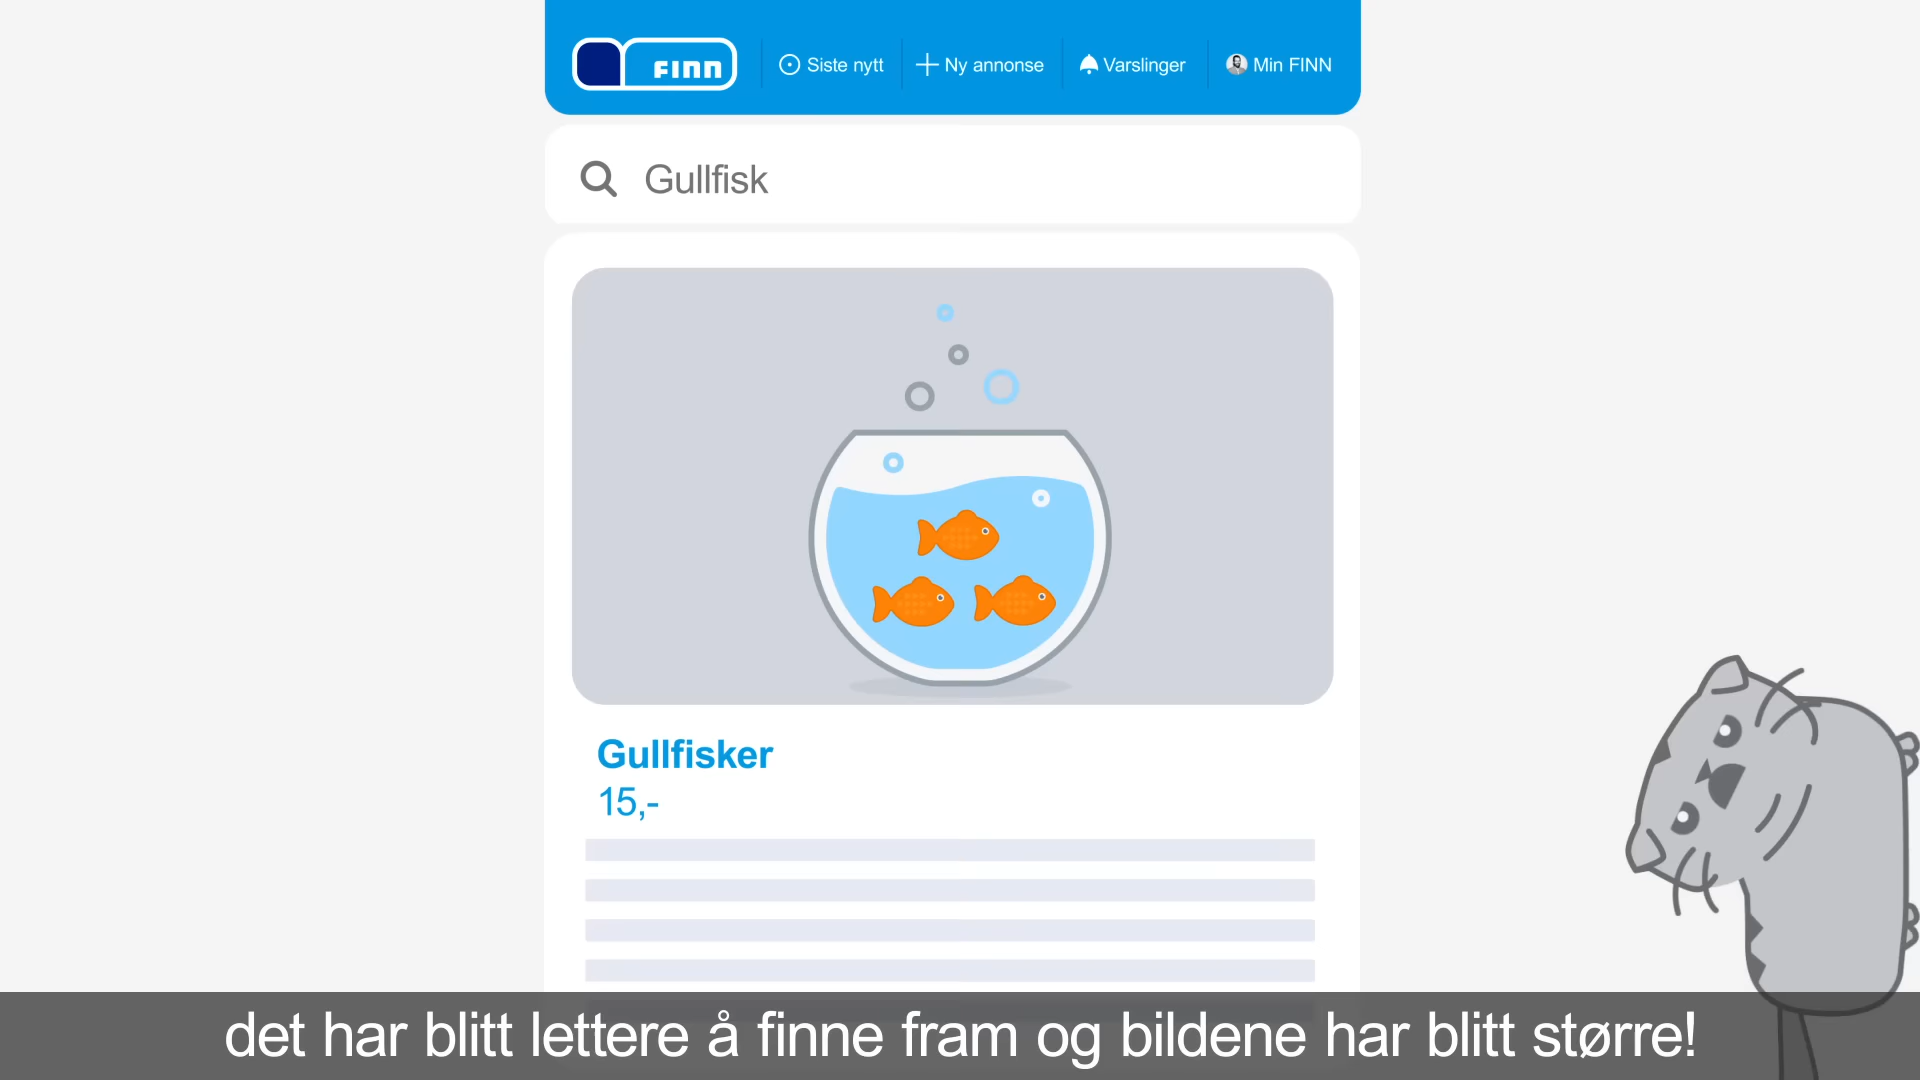 FINN
Siste nytt
Ny annonse
Varslinger
Min FINN
Gullfisk
Gullfisker
15,-
det har blitt lettere å finne fram og bildene har blitt større!